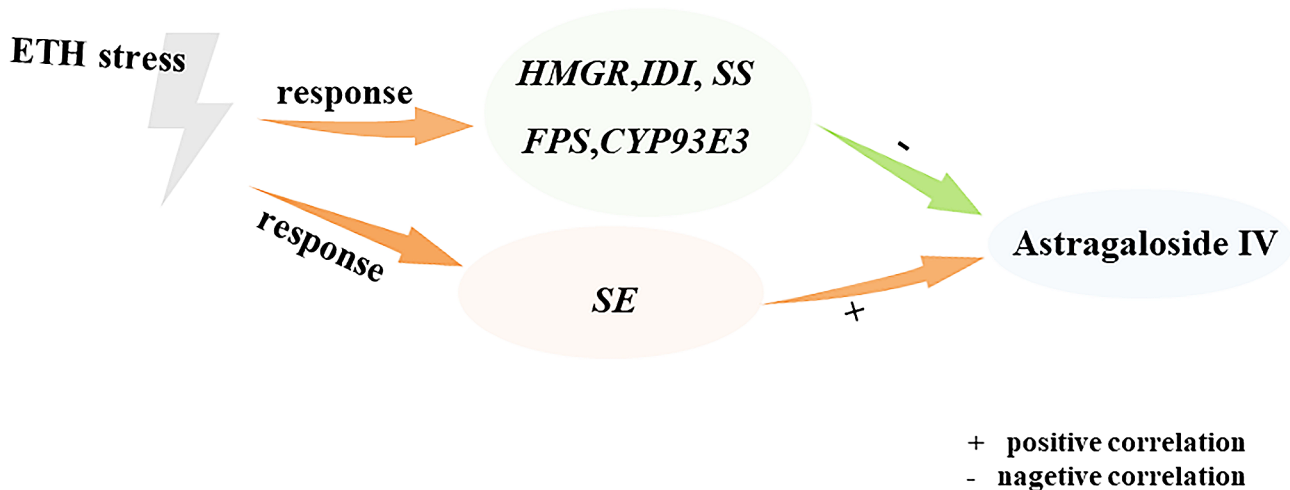 ETH stress
response
HMGR,IDI, SS
FPS,CYP93E3
-
response
SE
+
Astragaloside IV
+ positive correlation
- nagetive correlation